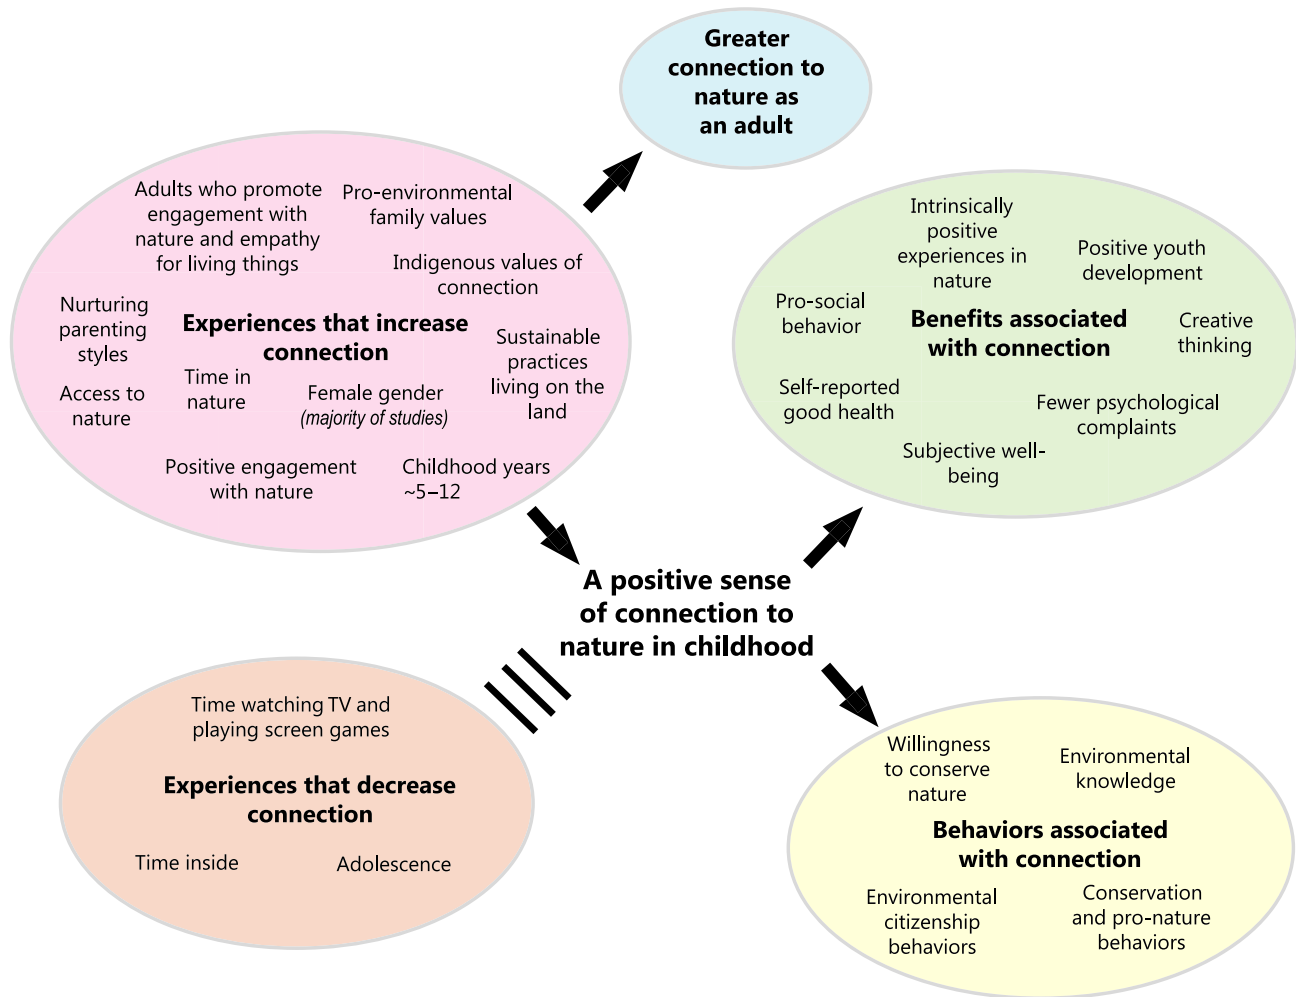 Greater
connection to
nature as
an adult
Adults who promote
engagement with
nature and empathy
for living things
Pro-environmental
family values
Indigenous values of
connection
Nurturing
parenting
styles
Experiences that increase
connection
Sustainable
practices
living on the
land
Access to
nature
Time in
nature
Female gender
(majority of studies)
Positive engagement
with nature
Childhood years
~5–12
Intrinsically
positive
experiences in
nature
Positive youth
development
Pro-social
behavior
Benefits associated
with connection
Creative
thinking
Self-reported
good health
Fewer psychological
complaints
Subjective well-
being
A positive sense
of connection to
nature in childhood
Time watching TV and
playing screen games
Experiences that decrease
connection
Time inside
Adolescence
Willingness
to conserve
nature
Environmental
knowledge
Behaviors associated
with connection
Environmental
citizenship
behaviors
Conservation
and pro-nature
behaviors